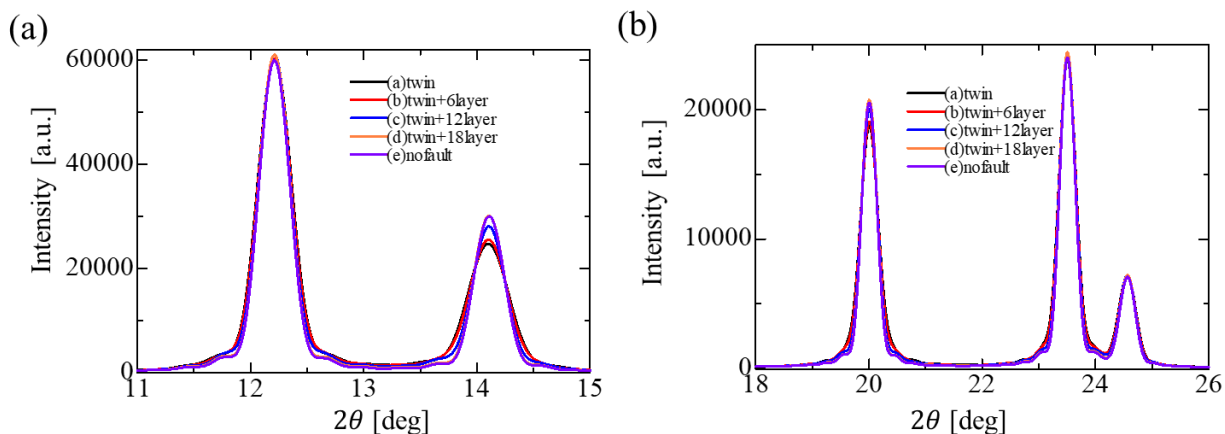 (a)
60000
40000
20000
0
Intensity [a.u.]
(a)twin
(b)twin+6layer
(c)twin+12layer
(d)twin+18layer
(e)nofault
11
12
13
14
15
2θ [deg]
(b)
20000
10000
0
Intensity [a.u.]
(a)twin
(b)twin+6layer
(c)twin+12layer
(d)twin+18layer
(e)nofault
18
20
22
24
26
2θ [deg]